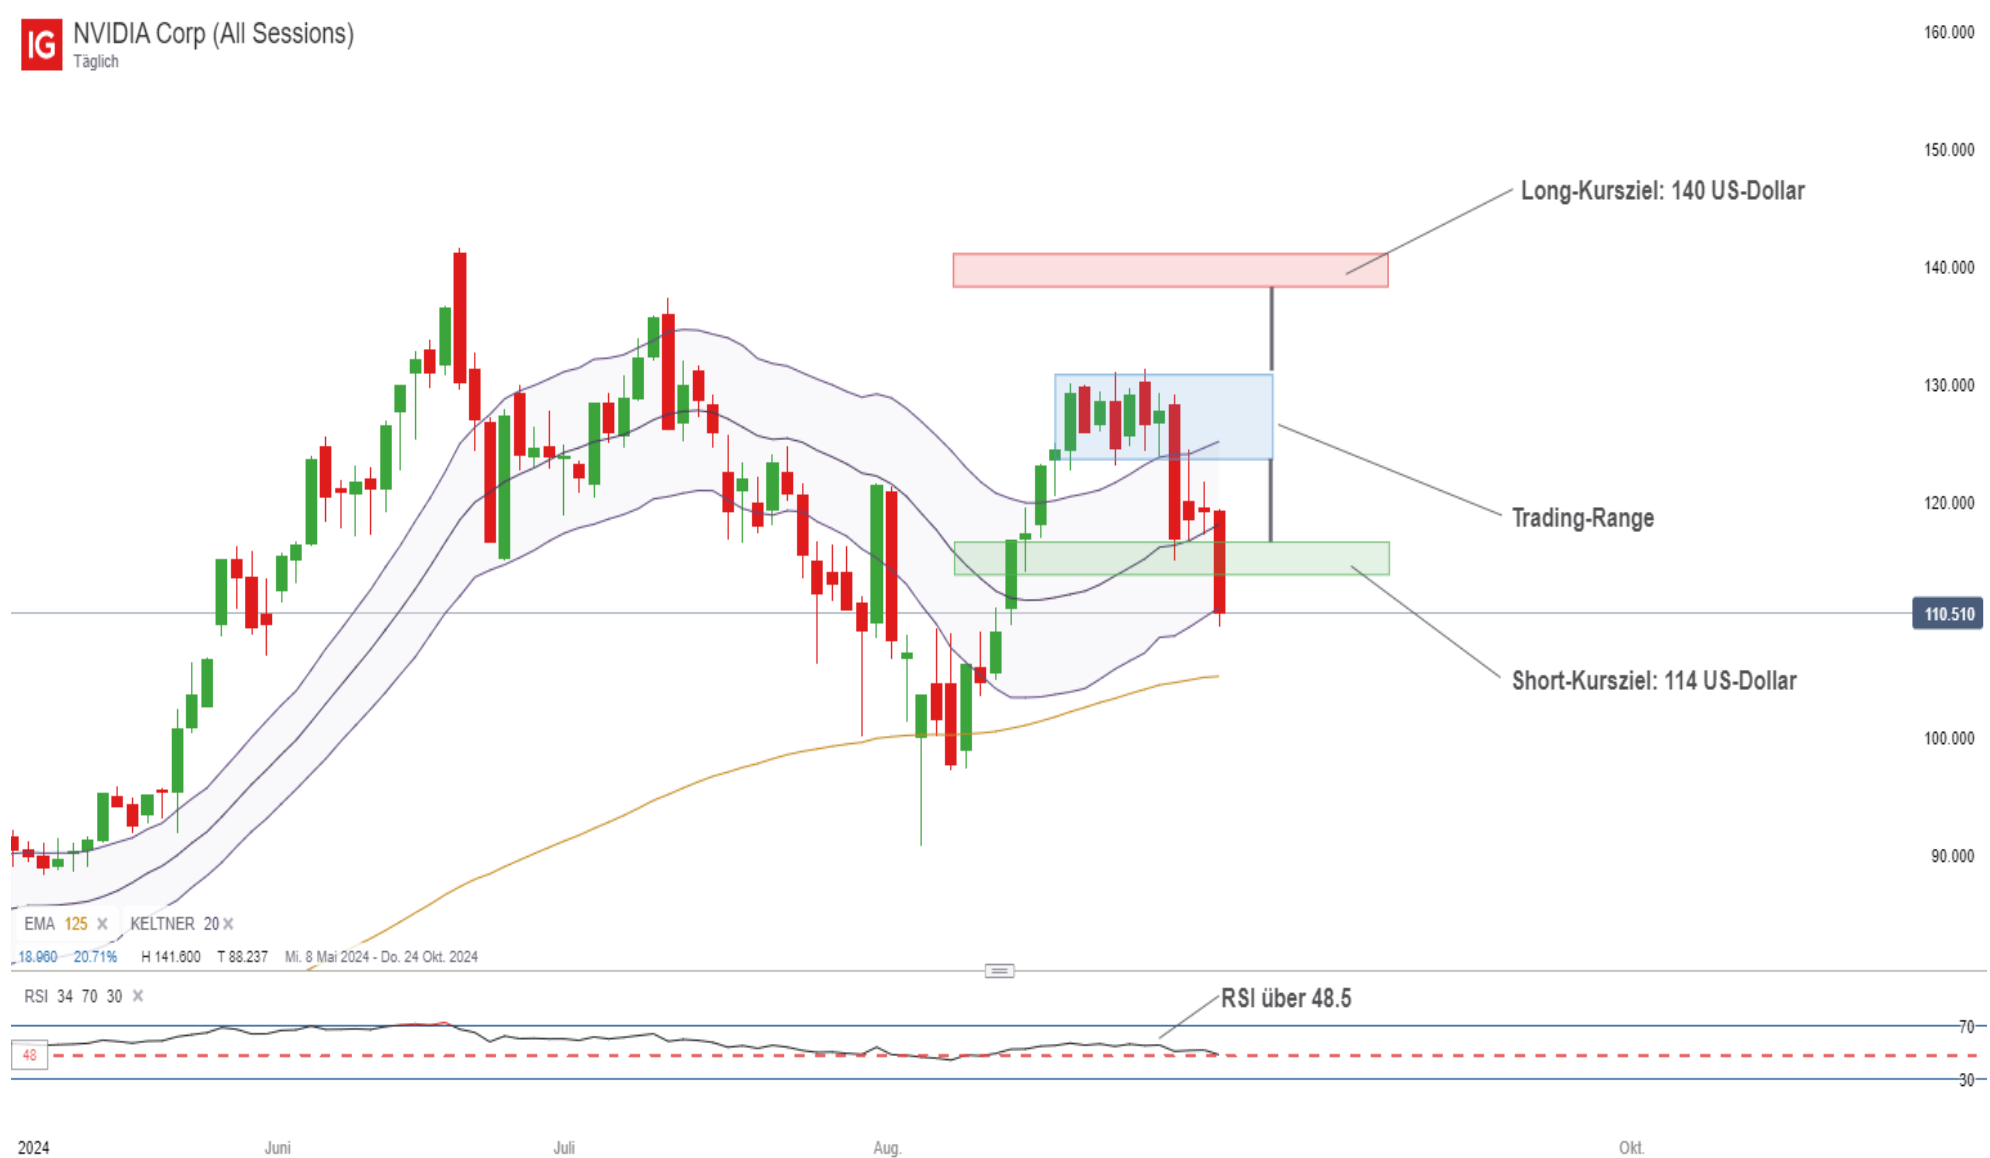 IG
NVIDIA Corp (All Sessions)
Täglich
160.000
150.000
Long-Kursziel: 140 US-Dollar
140.000
130.000
120.000
Trading-Range
110.510
Short-Kursziel: 114 US-Dollar
100.000
90.000
EMA 125 × KELTNER 20 ×
18.960 20.71% H 141.600 T 88.237 Mi. 8 Mai 2024 - Do. 24 Okt. 2024
RSI 34 70 30 ×
RSI über 48.5
70
48
30
2024 Juni Juli Aug. Okt.